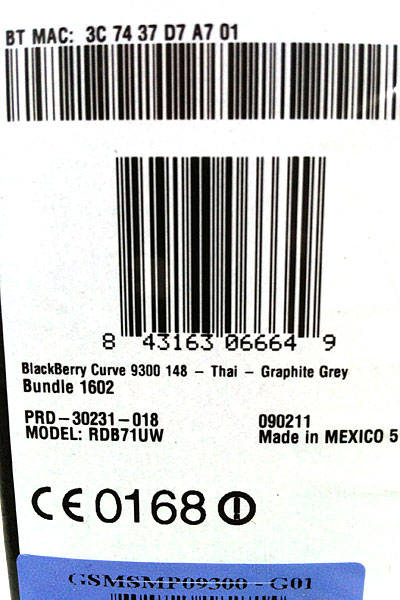 BT MAC: 3C 74 37 D7 A7 01
8 43163 06664 9
BlackBerry Curve 9300 148 – Thai – Graphite Grey
Bundle 1602
PRD-30231-018 090211
MODEL: RDB71UW Made in MEXICO 5
CE0168
GSMSMP09300 - G01